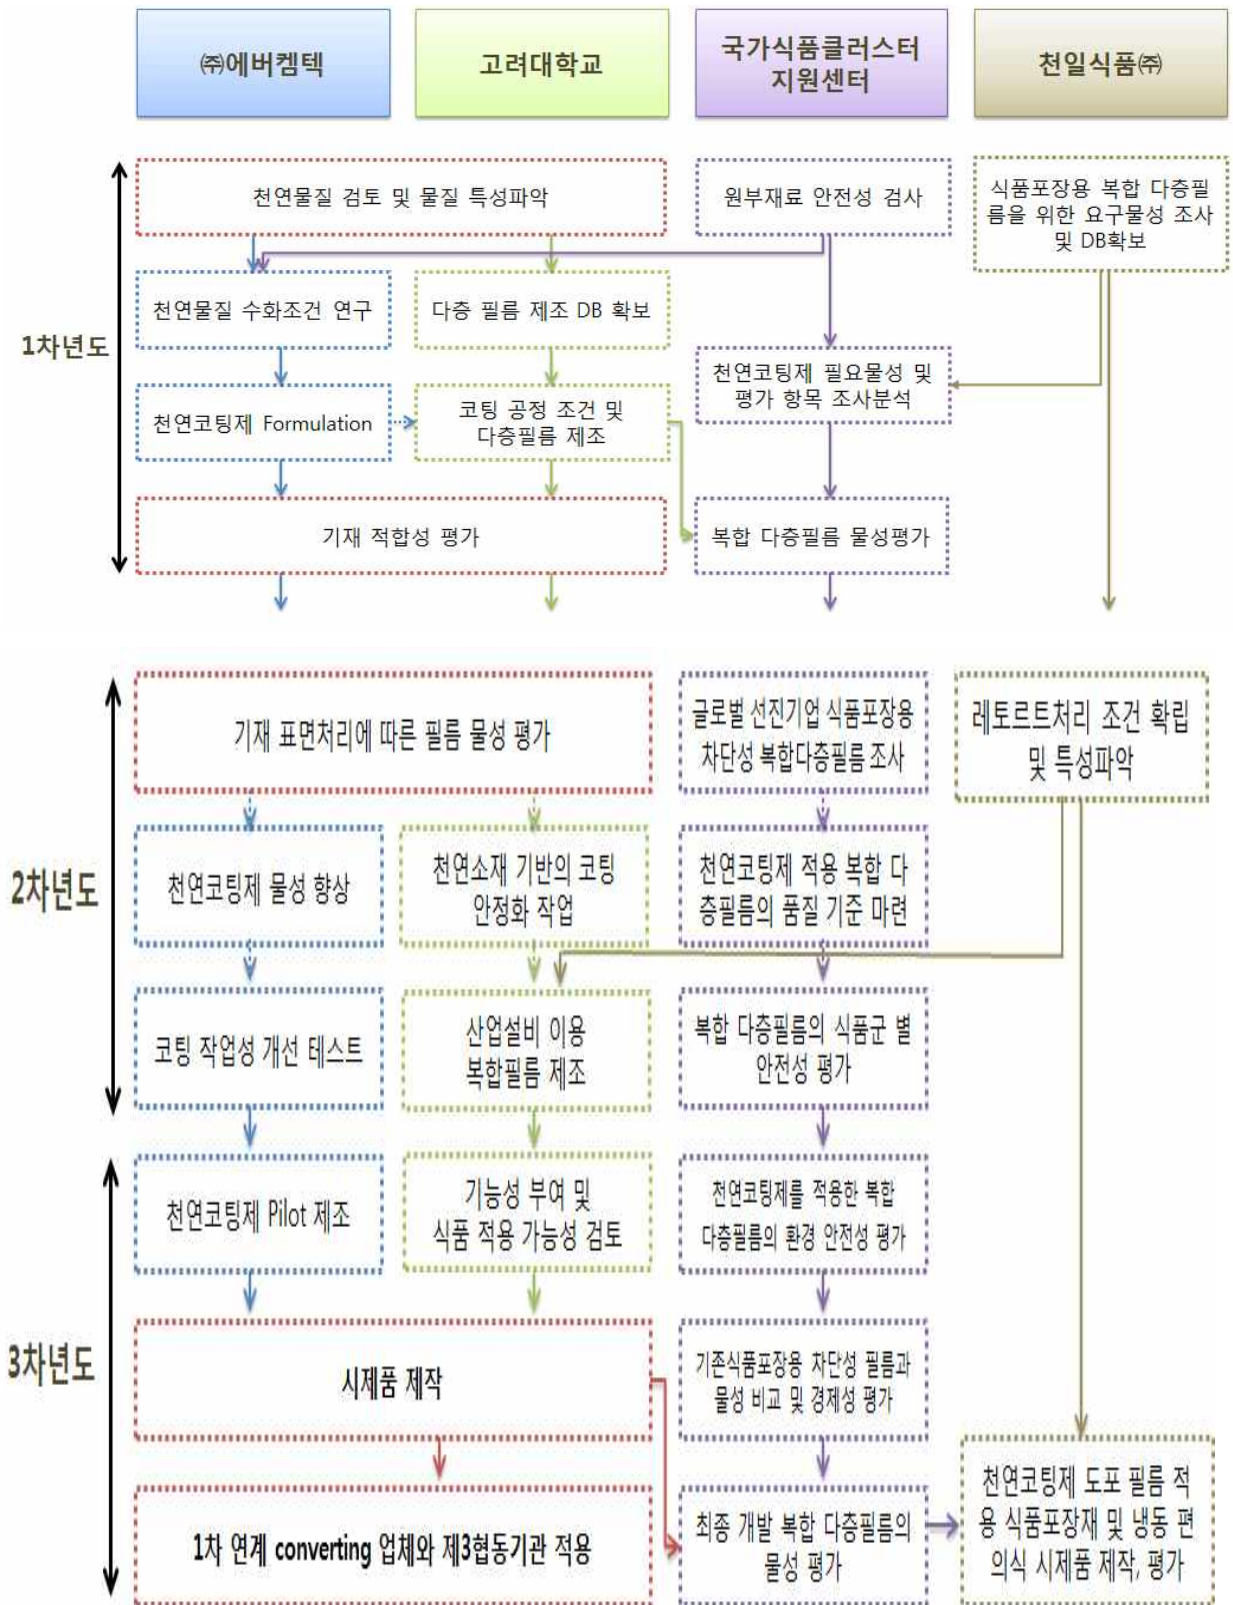 ㈜에버켐텍
고려대학교
국가식품클러스터
지원센터
천일식품㈜
1차년도
천연물질 검토 및 물질 특성파악
원부재료 안전성 검사
식품포장용 복합 다층필
름을 위한 요구물성 조사
및 DB확보
천연물질 수화조건 연구
다층 필름 제조 DB 확보
천연코팅제 필요물성 및
평가 항목 조사분석
천연코팅제 Formulation
코팅 공정 조건 및
다층필름 제조
기재 적합성 평가
복합 다층필름 물성평가
2차년도
기재 표면처리에 따른 필름 물성 평가
글로벌 선진기업 식품포장용
차단성 복합다층필름 조사
레토르트처리 조건 확립
및 특성파악
천연코팅제 물성 향상
천연소재 기반의 코팅
안정화 작업
천연코팅제 적용 복합 다
층필름의 품질 기준 마련
코팅 작업성 개선 테스트
산업설비 이용
복합필름 제조
복합 다층필름의 식품군 별
안전성 평가
3차년도
천연코팅제 Pilot 제조
기능성 부여 및
식품 적용 가능성 검토
천연코팅제를 적용한 복합
다층필름의 환경 안전성 평가
시제품 제작
기존식품포장용 차단성 필름과
물성 비교 및 경제성 평가
1차 연계 converting 업체와 제3협동기관 적용
최종 개발 복합 다층필름의
물성 평가
천연코팅제 도포 필름 적
용 식품포장재 및 냉동 편
의식 시제품 제작, 평가